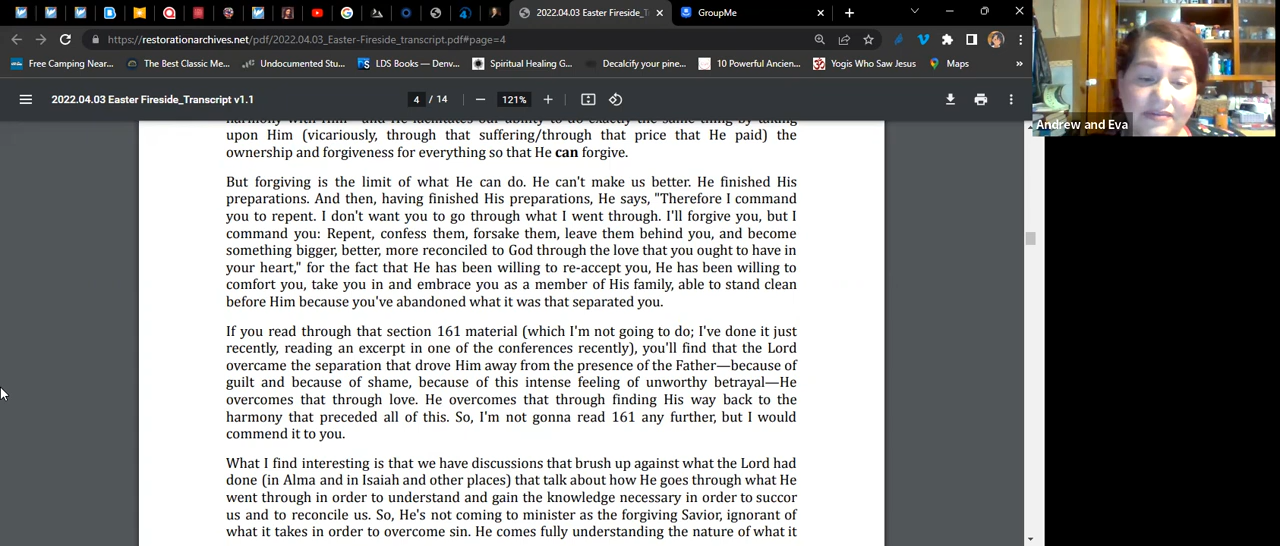 2022.04.03 Easter Fireside_T
GroupMe
https://restorationarchives.net/pdf/2022.04.03_Easter-Fireside_transcript.pdf#page=4
Free Camping Near...
The Best Classic Me...
Undocumented Stu...
LDS Books — Denv...
Spiritual Healing G...
Decalcify your pine...
10 Powerful Ancien...
Yogis Who Saw Jesus
Maps
2022.04.03 Easter Fireside_Transcript v1.1
4 / 14
121%
Andrew and Eva
upon Him (vicariously, through that suffering/through that price that He paid) the
ownership and forgiveness for everything so that He can forgive.
But forgiving is the limit of what He can do. He can't make us better. He finished His
preparations. And then, having finished His preparations, He says, "Therefore I command
you to repent. I don't want you to go through what I went through. I'll forgive you, but I
command you: Repent, confess them, forsake them, leave them behind you, and become
something bigger, better, more reconciled to God through the love that you ought to have in
your heart," for the fact that He has been willing to re-accept you, He has been willing to
comfort you, take you in and embrace you as a member of His family, able to stand clean
before Him because you've abandoned what it was that separated you.
If you read through that section 161 material (which I'm not going to do; I've done it just
recently, reading an excerpt in one of the conferences recently), you'll find that the Lord
overcame the separation that drove Him away from the presence of the Father—because of
guilt and because of shame, because of this intense feeling of unworthy betrayal—He
overcomes that through love. He overcomes that through finding His way back to the
harmony that preceded all of this. So, I'm not gonna read 161 any further, but I would
commend it to you.
What I find interesting is that we have discussions that brush up against what the Lord had
done (in Alma and in Isaiah and other places) that talk about how He goes through what He
went through in order to understand and gain the knowledge necessary in order to succor
us and to reconcile us. So, He's not coming to minister as the forgiving Savior, ignorant of
what it takes in order to overcome sin. He comes fully understanding the nature of what it